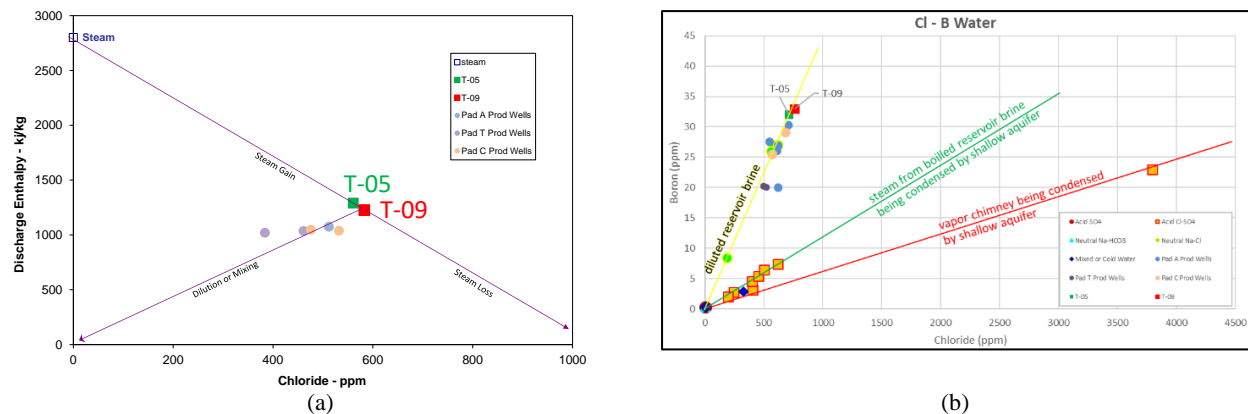 3000
2500
2000
1500
1000
500
0
Discharge Enthalpy - kj/kg
0
200
400
600
800
1000
Chloride - ppm
Steam
Steam Gain
T-05
T-09
Dilution or Mixing
Steam Loss
steam
T-05
T-09
Pad A Prod Wells
Pad T Prod Wells
Pad C Prod Wells
(a)
Cl - B Water
45
40
35
30
25
20
15
10
5
0
Boron (ppm)
0
500
1000
1500
2000
2500
3000
3500
4000
4500
Chloride (ppm)
T-05
T-09
diluted reservoir brine
steam from boilled reservoir brine
being condensed by shallow aquifer
vapor chimney being condensed
by shallow aquifer
Acid SO4
Acid Cl-SO4
Neutral Na-HCO3
Neutral Na-Cl
Mixed or Cold Water
Pad A Prod Wells
Pad T Prod Wells
Pad C Prod Wells
T-05
T-09
(b)